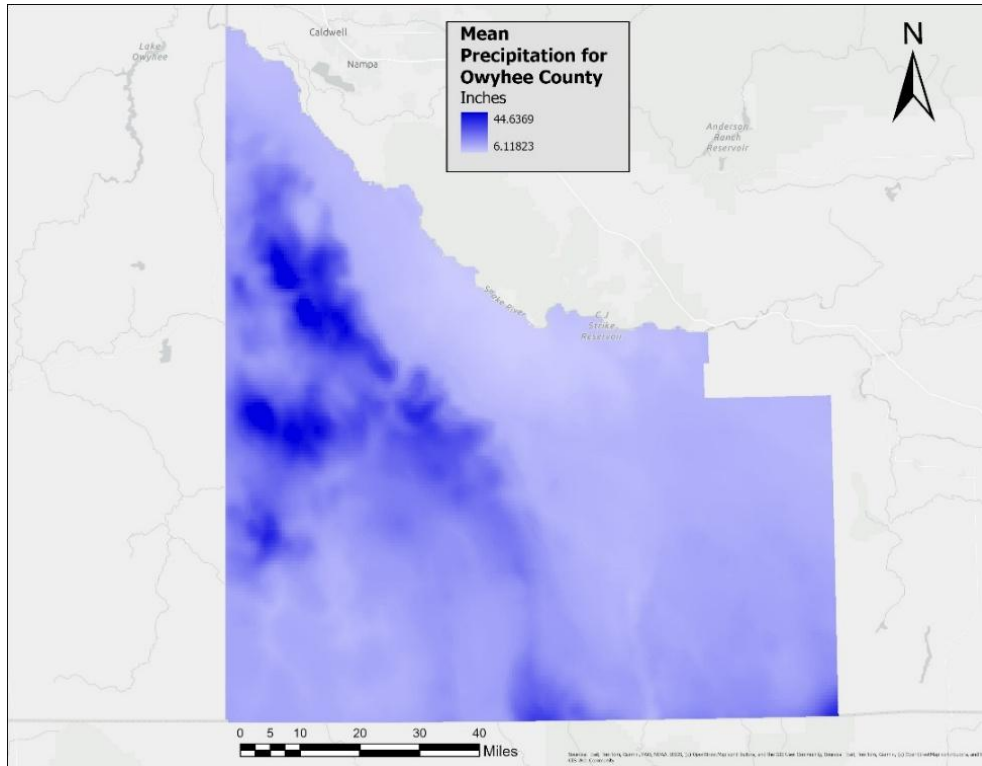 Caldwell
Lake
Owyhee
Nampa
Mean
Precipitation for
Owyhee County
Inches
44.6369
6.11823
N
Anderson
Ranch
Reservoir
Snake River
C J
Strike
Reservoir
0 5 10 20 30 40
Miles